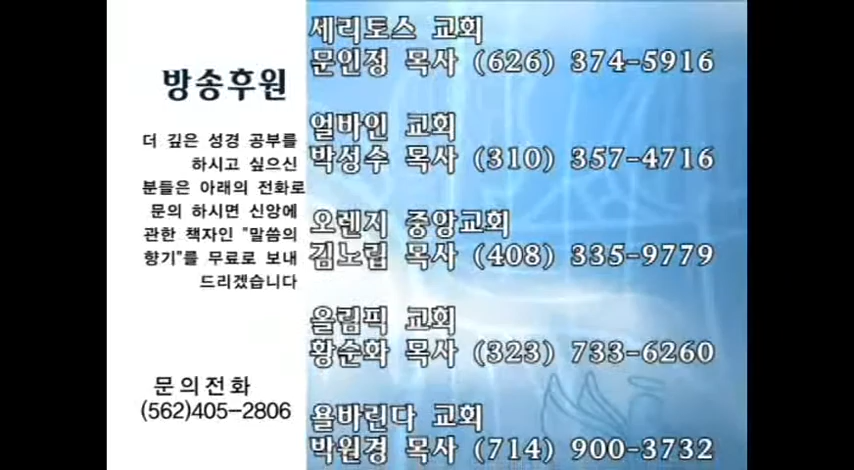 방송후원
더 깊은 성경 공부를
하시고 싶으신
분들은 아래의 전화로
문의 하시면 신앙에
관한 책자인 "말씀의
향기"를 무료로 보내
드리겠습니다
문의전화
(562)405-2806
세리토스 교회
문인정 목사 (626) 374-5916
얼바인 교회
박성수 목사 (310) 357-4716
오렌지 중앙교회
김노립 목사 (408) 335-9779
올림픽 교회
황순화 목사 (323) 733-6260
욜바린다 교회
박원경 목사 (714) 900-3732